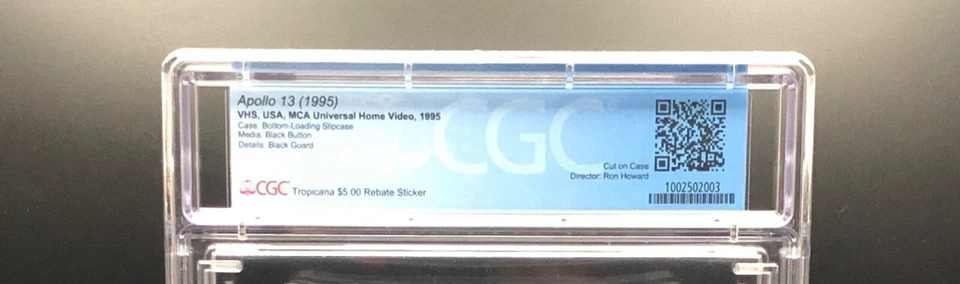 Apollo 13 (1995)
VHS, USA, MCA Universal Home Video, 1995
Case: Bottom-Loading Slipcase
Media: Black Button
Details: Black Guard
CGC
Cut on Case
Director: Ron Howard
CGC Tropicana $5.00 Rebate Sticker
1002502003